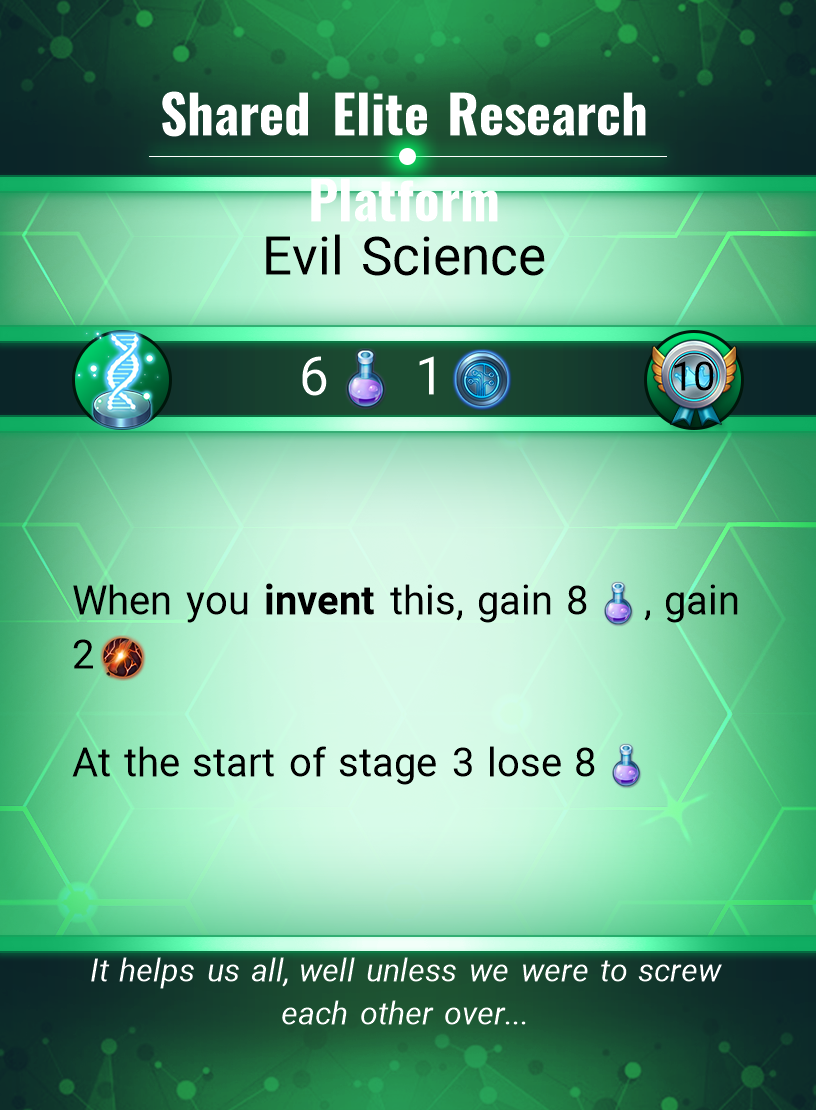 Shared Elite Research
Platform
Evil Science
6 1 10
When you invent this, gain 8 , gain
2
At the start of stage 3 lose 8
It helps us all, well unless we were to screw
each other over...